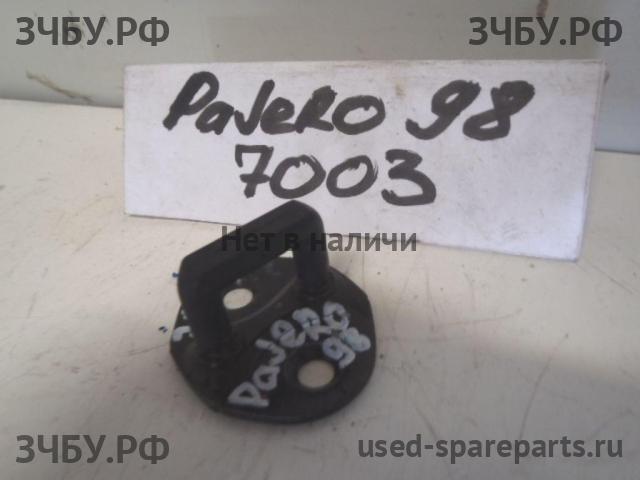 ЗЧБУ.РФ
ЗЧБУ.РФ
PaJeRO 98
7003
Нет в наличи
PaJeRO
98
ЗЧБУ.РФ
used-spareparts.ru